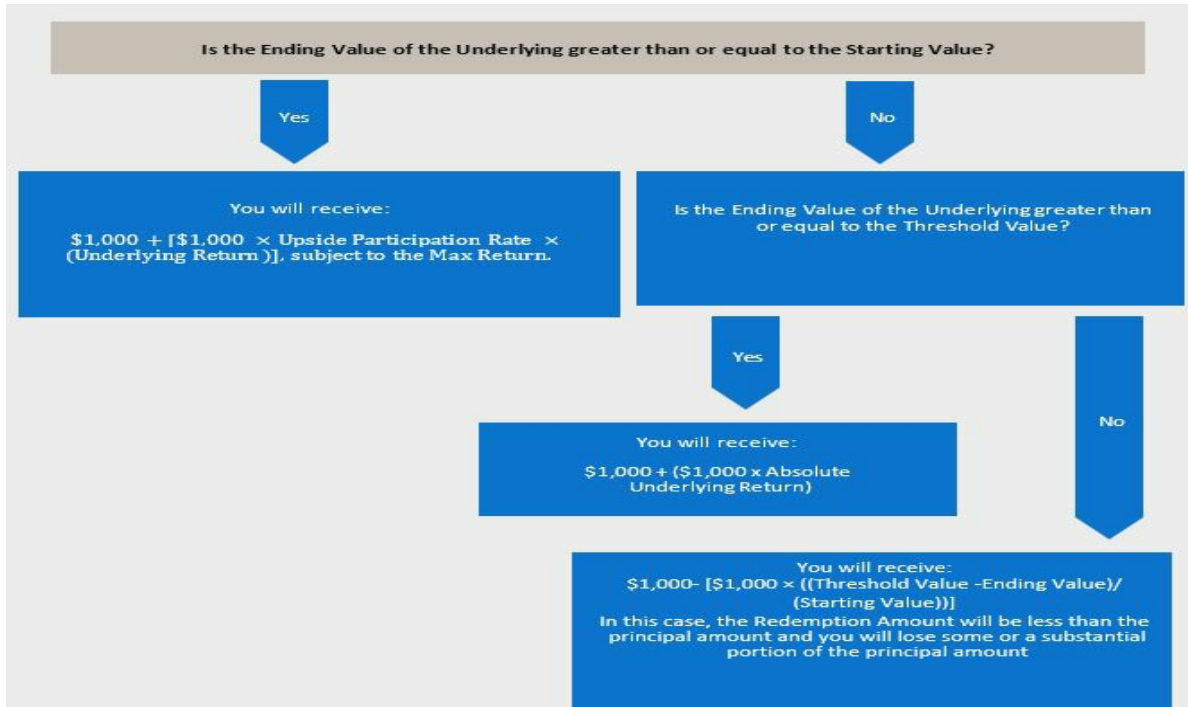 Is the Ending Value of the Underlying greater than or equal to the Starting Value?
Yes
No
You will receive:
$1,000 + [$1,000 × Upside Participation Rate ×
(Underlying Return )], subject to the Max Return.
Is the Ending Value of the Underlying greater than
or equal to the Threshold Value?
Yes
No
You will receive:
$1,000 + ($1,000 x Absolute
Underlying Return)
You will receive:
$1,000- [$1,000 × ((Threshold Value -Ending Value)/
(Starting Value))]
In this case, the Redemption Amount will be less than the
principal amount and you will lose some or a substantial
portion of the principal amount